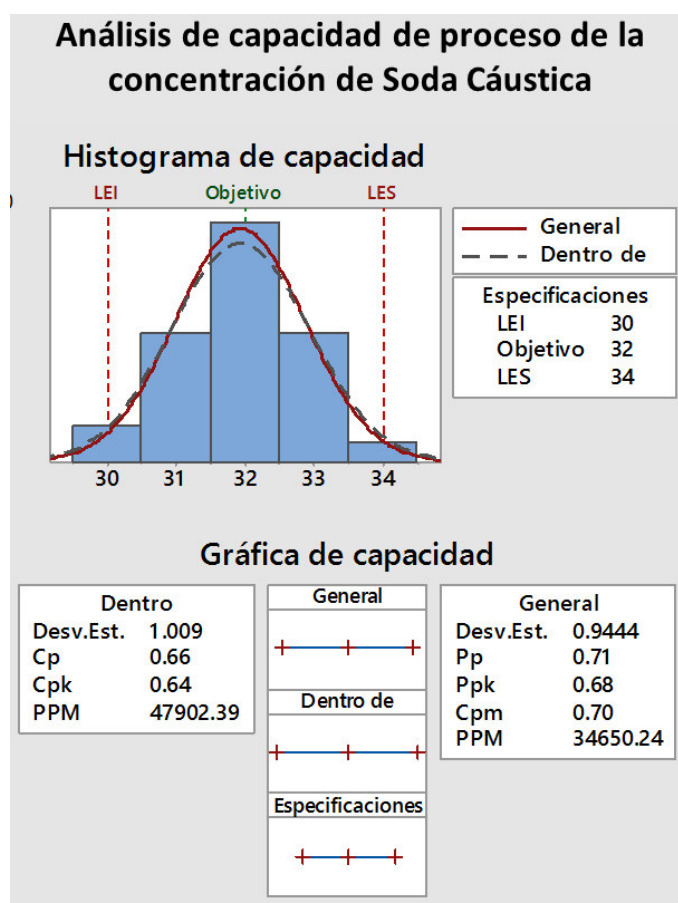 Análisis de capacidad de proceso de la
concentración de Soda Cáustica
Histograma de capacidad
LEI Objetivo LES
General
Dentro de
Especificaciones
LEI 30
Objetivo 32
LES 34
30 31 32 33 34
Gráfica de capacidad
Dentro
Desv.Est. 1.009
Cp 0.66
Cpk 0.64
PPM 47902.39
General
Dentro de
Especificaciones
General
Desv.Est. 0.9444
Pp 0.71
Ppk 0.68
Cpm 0.70
PPM 34650.24